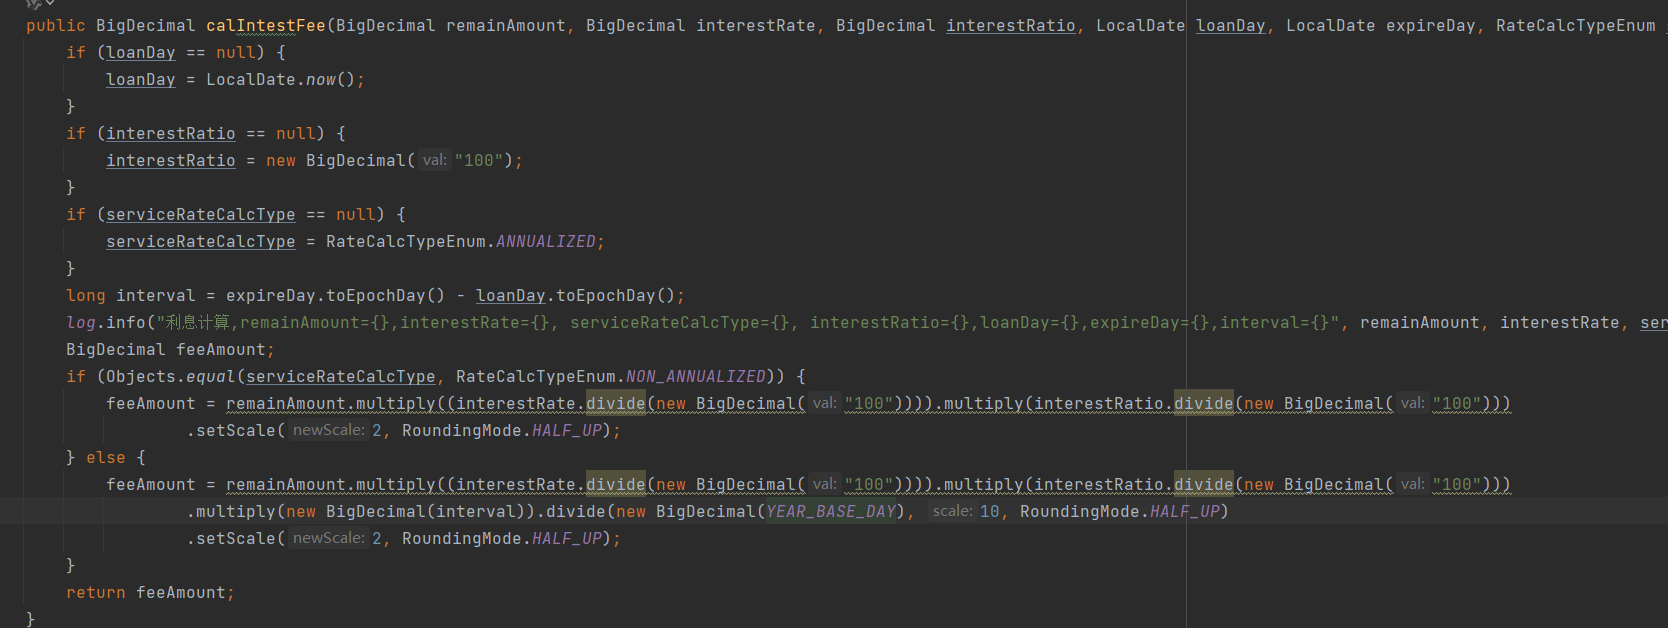 public BigDecimal calIntestFee(BigDecimal remainAmount, BigDecimal interestRate, BigDecimal interestRatio, LocalDate loanDay, LocalDate expireDay, RateCalcTypeEnum
if (loanDay == null) {
loanDay = LocalDate.now();
}
if (interestRatio == null) {
interestRatio = new BigDecimal( val: "100");
}
if (serviceRateCalcType == null) {
serviceRateCalcType = RateCalcTypeEnum.ANNUALIZED;
}
long interval = expireDay.toEpochDay() - loanDay.toEpochDay();
log.info("利息计算,remainAmount={},interestRate={}, serviceRateCalcType={}, interestRatio={},loanDay={},expireDay={},interval={}", remainAmount, interestRate, ser
BigDecimal feeAmount;
if (Objects.equal(serviceRateCalcType, RateCalcTypeEnum.NON_ANNUALIZED)) {
feeAmount = remainAmount.multiply((interestRate.divide(new BigDecimal( val: "100")))).multiply(interestRatio.divide(new BigDecimal( val: "100")))
.setScale( newScale: 2, RoundingMode.HALF_UP);
} else {
feeAmount = remainAmount.multiply((interestRate.divide(new BigDecimal( val: "100")))).multiply(interestRatio.divide(new BigDecimal( val: "100")))
.multiply(new BigDecimal(interval)).divide(new BigDecimal(YEAR_BASE_DAY), scale: 10, RoundingMode.HALF_UP)
.setScale( newScale: 2, RoundingMode.HALF_UP);
}
return feeAmount;
}